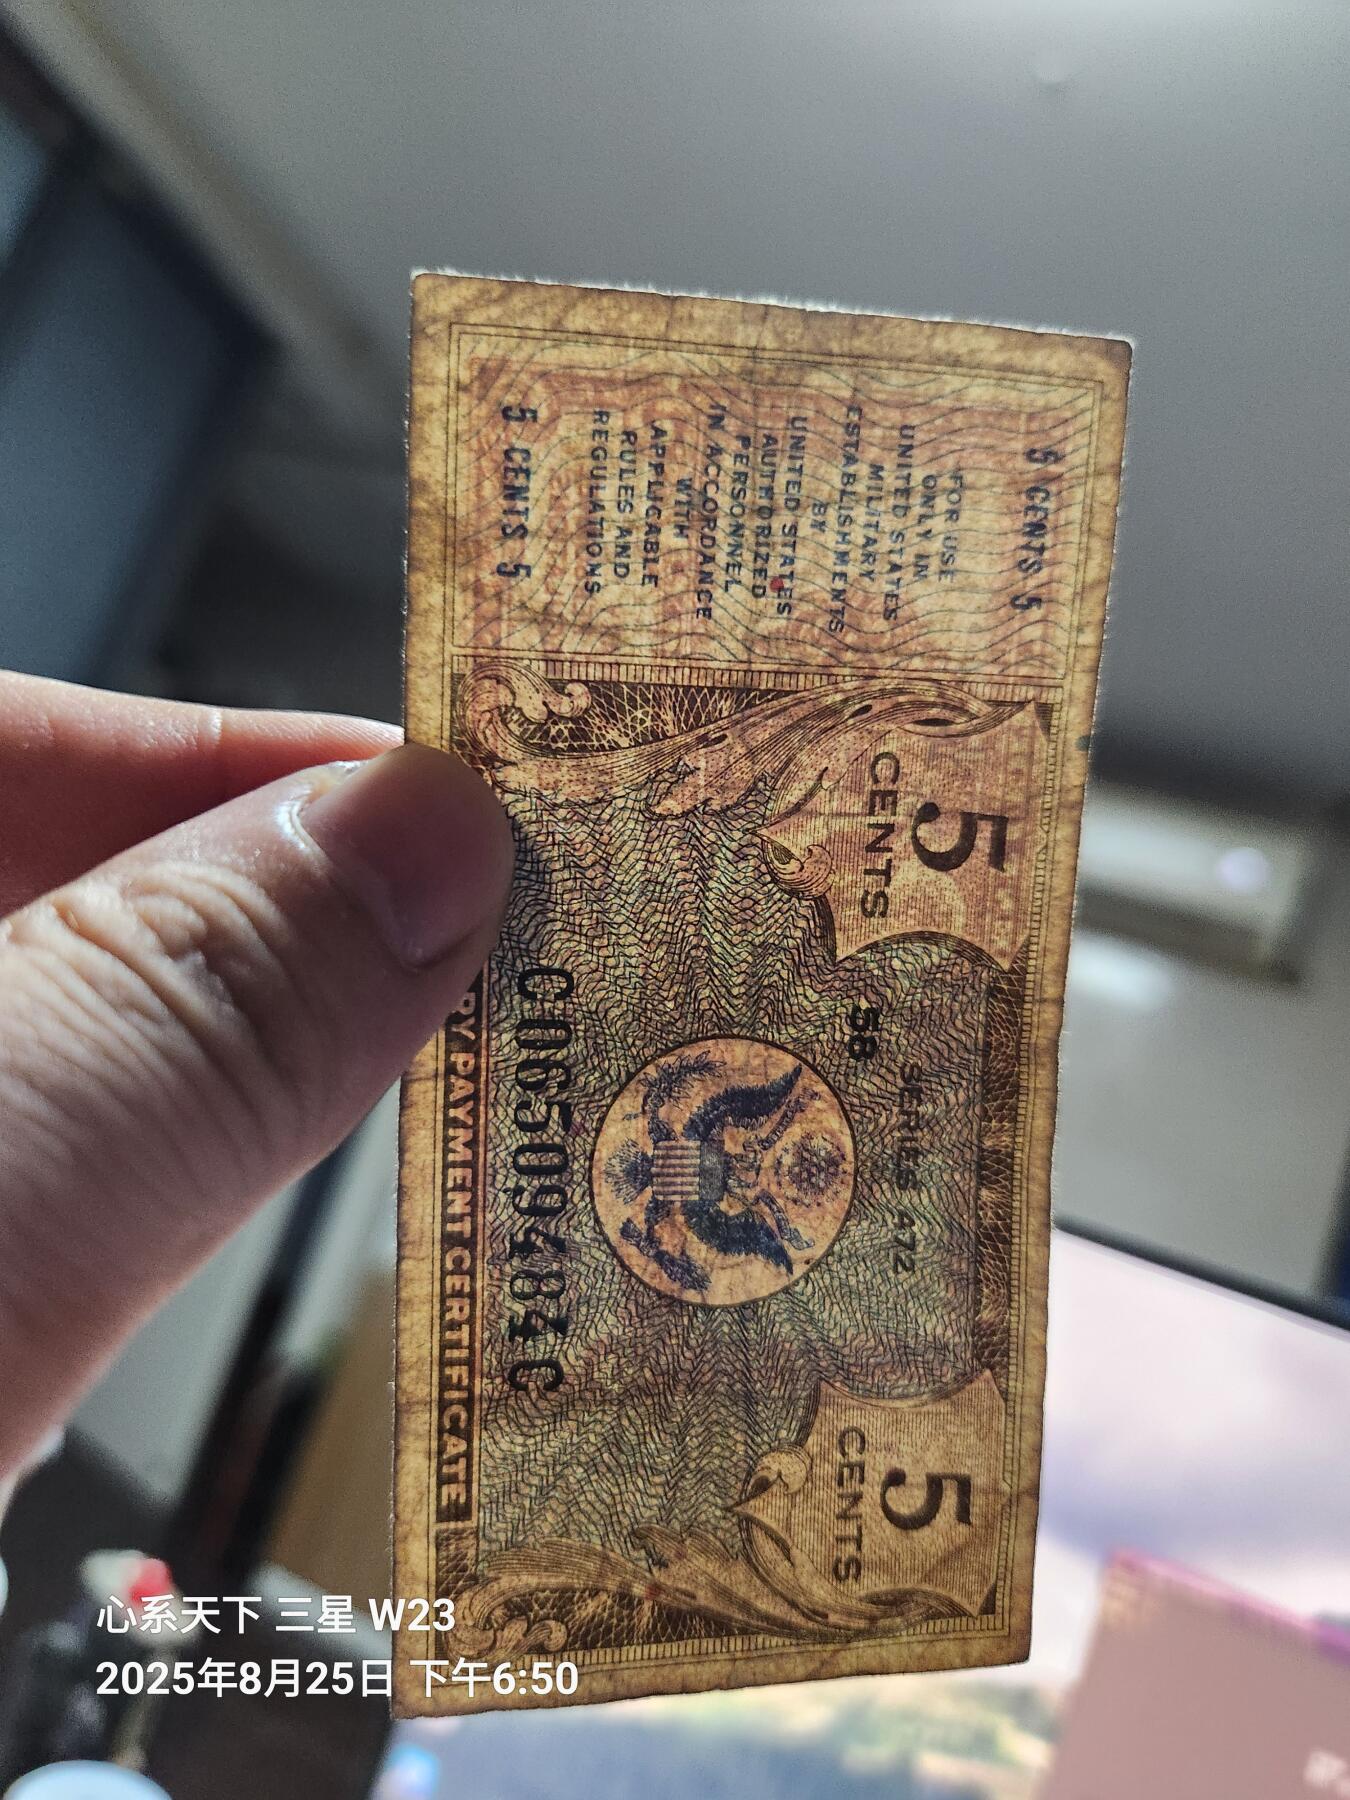 5 CENTS 5
FOR USE
ONLY IN
UNITED STATES
MILITARY
ESTABLISHMENTS
BY
UNITED STATES
AUTHORIZED
PERSONNEL
IN ACCORDANCE
WITH
APPLICABLE
RULES AND
REGULATIONS
5 CENTS 5
5
CENTS
SERIES 472
58
C06509484C
RY PAYMENT CERTIFICATE
5
CENTS
心系天下 三星 W23
2025年8月25日 下午6:50